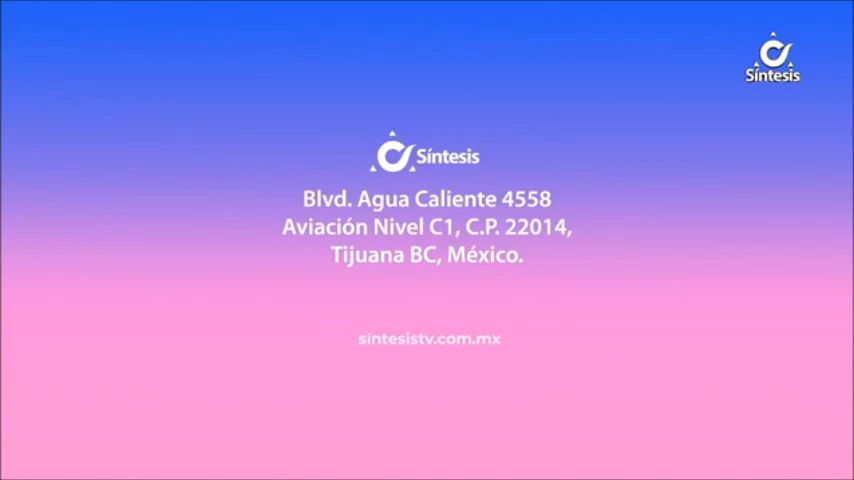 Síntesis
Síntesis
Blvd. Agua Caliente 4558
Aviación Nivel C1, C.P. 22014,
Tijuana BC, México.
síntesistv.com.mx